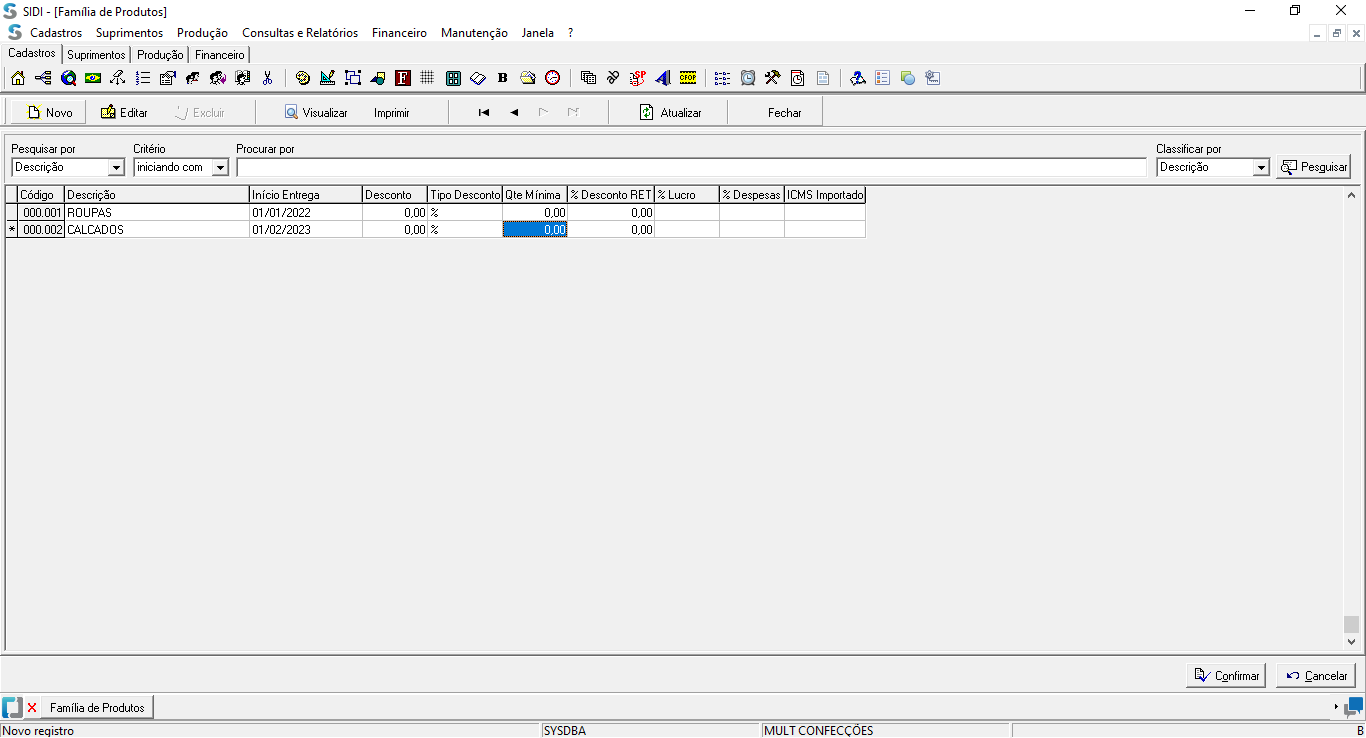 SIDI - [Família de Produtos]
Cadastros Suprimentos Produção Consultas e Relatórios Financeiro Manutenção Janela ?
Cadastros Suprimentos Produção Financeiro
F B SP CFOP
Novo Editar Excluir Visualizar Imprimir Atualizar Fechar
Pesquisar por Critério Procurar por Classificar por
Descrição iniciando com Descrição Pesquisar
Código Descrição Início Entrega Desconto Tipo Desconto Qte Mínima % Desconto RET % Lucro % Despesas ICMS Importado
000.001 ROUPAS 01/01/2022 0,00 % 0,00 0,00
* 000.002 CALCADOS 01/02/2023 0,00 % 0,00 0,00
Confirmar Cancelar
Família de Produtos
Novo registro SYSDBA MULT CONFECÇÕES B